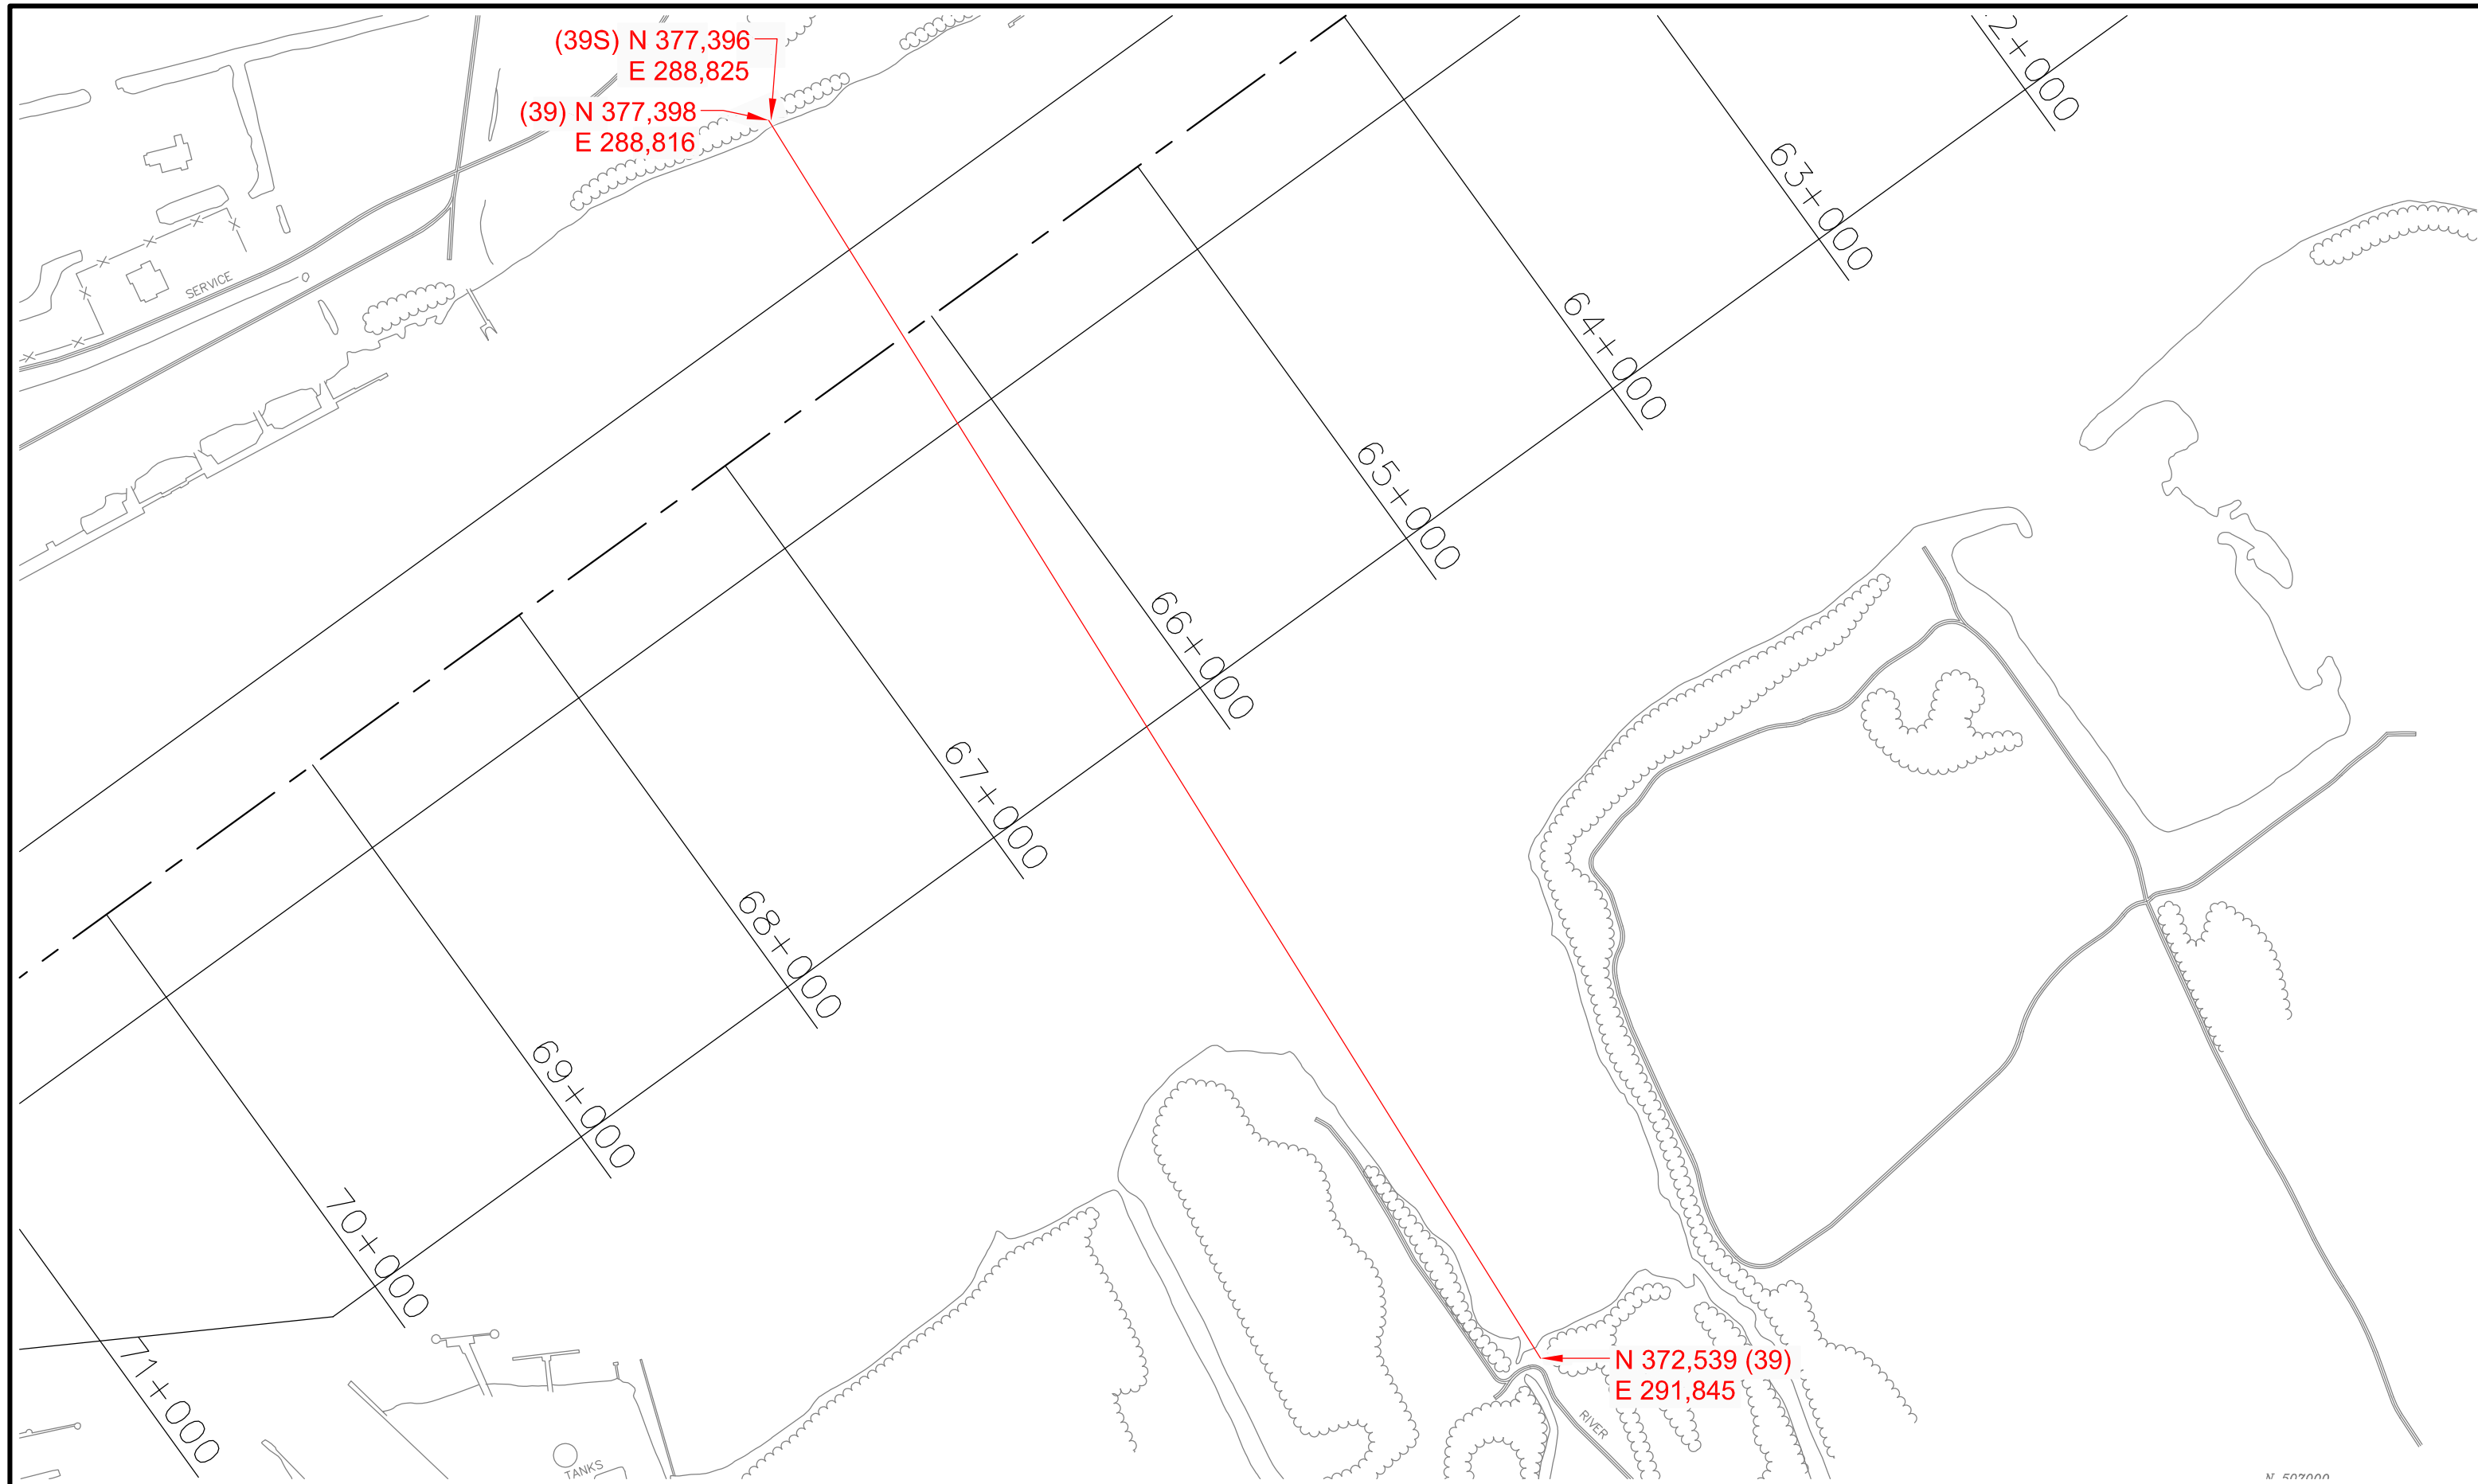 (39S) N 377,396
E 288,825
(39) N 377,398
E 288,816
2+000
63+000
SERVICE
64+000
65+000
66+000
67+000
68+000
69+000
70+000
71+000
N 372,539 (39)
E 291,845
RIVER
TANKS
N 507000